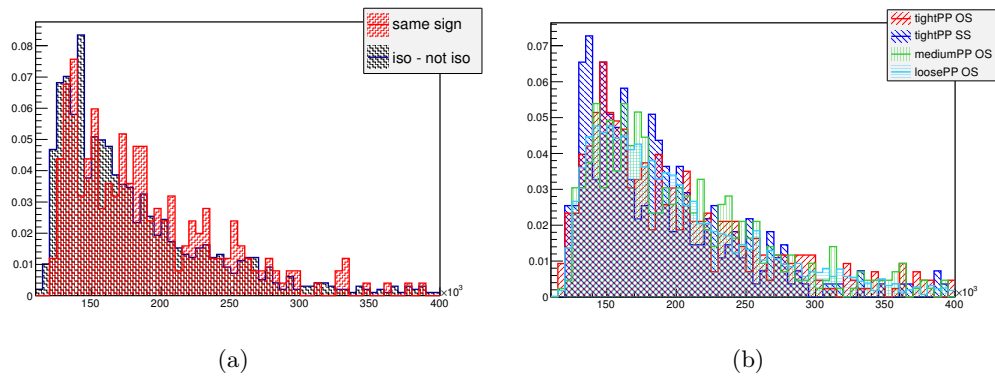 same sign
iso - not iso
0.08
0.07
0.06
0.05
0.04
0.03
0.02
0.01
0
150 200 250 300 350 400
×10³
(a)
tightPP OS
tightPP SS
mediumPP OS
loosePP OS
0.07
0.06
0.05
0.04
0.03
0.02
0.01
0
150 200 250 300 350 400
×10³
(b)